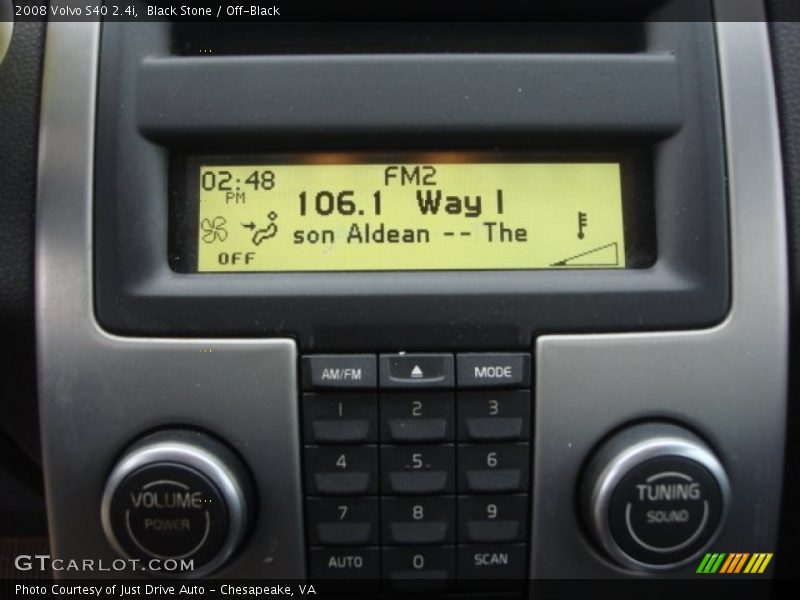 2008 Volvo S40 2.4i,  Black Stone / Off-Black
02:48
PM
FM2
106.1 Way I
son Aldean -- The
OFF
AM/FM
MODE
1 2 3
4 5 6
7 8 9
AUTO 0 SCAN
VOLUME
POWER
TUNING
SOUND
GTCARLOT.COM
Photo Courtesy of Just Drive Auto - Chesapeake, VA